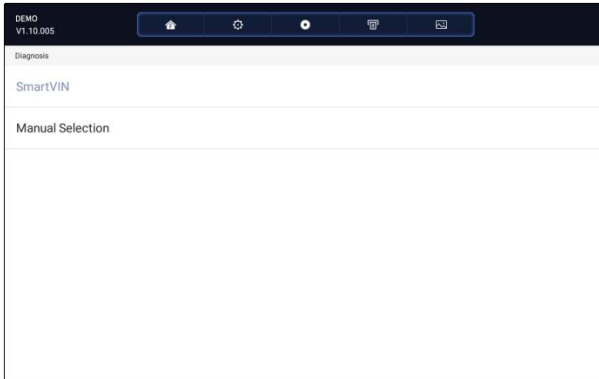 DEMO
V1.10.005
Diagnosis
SmartVIN
Manual Selection